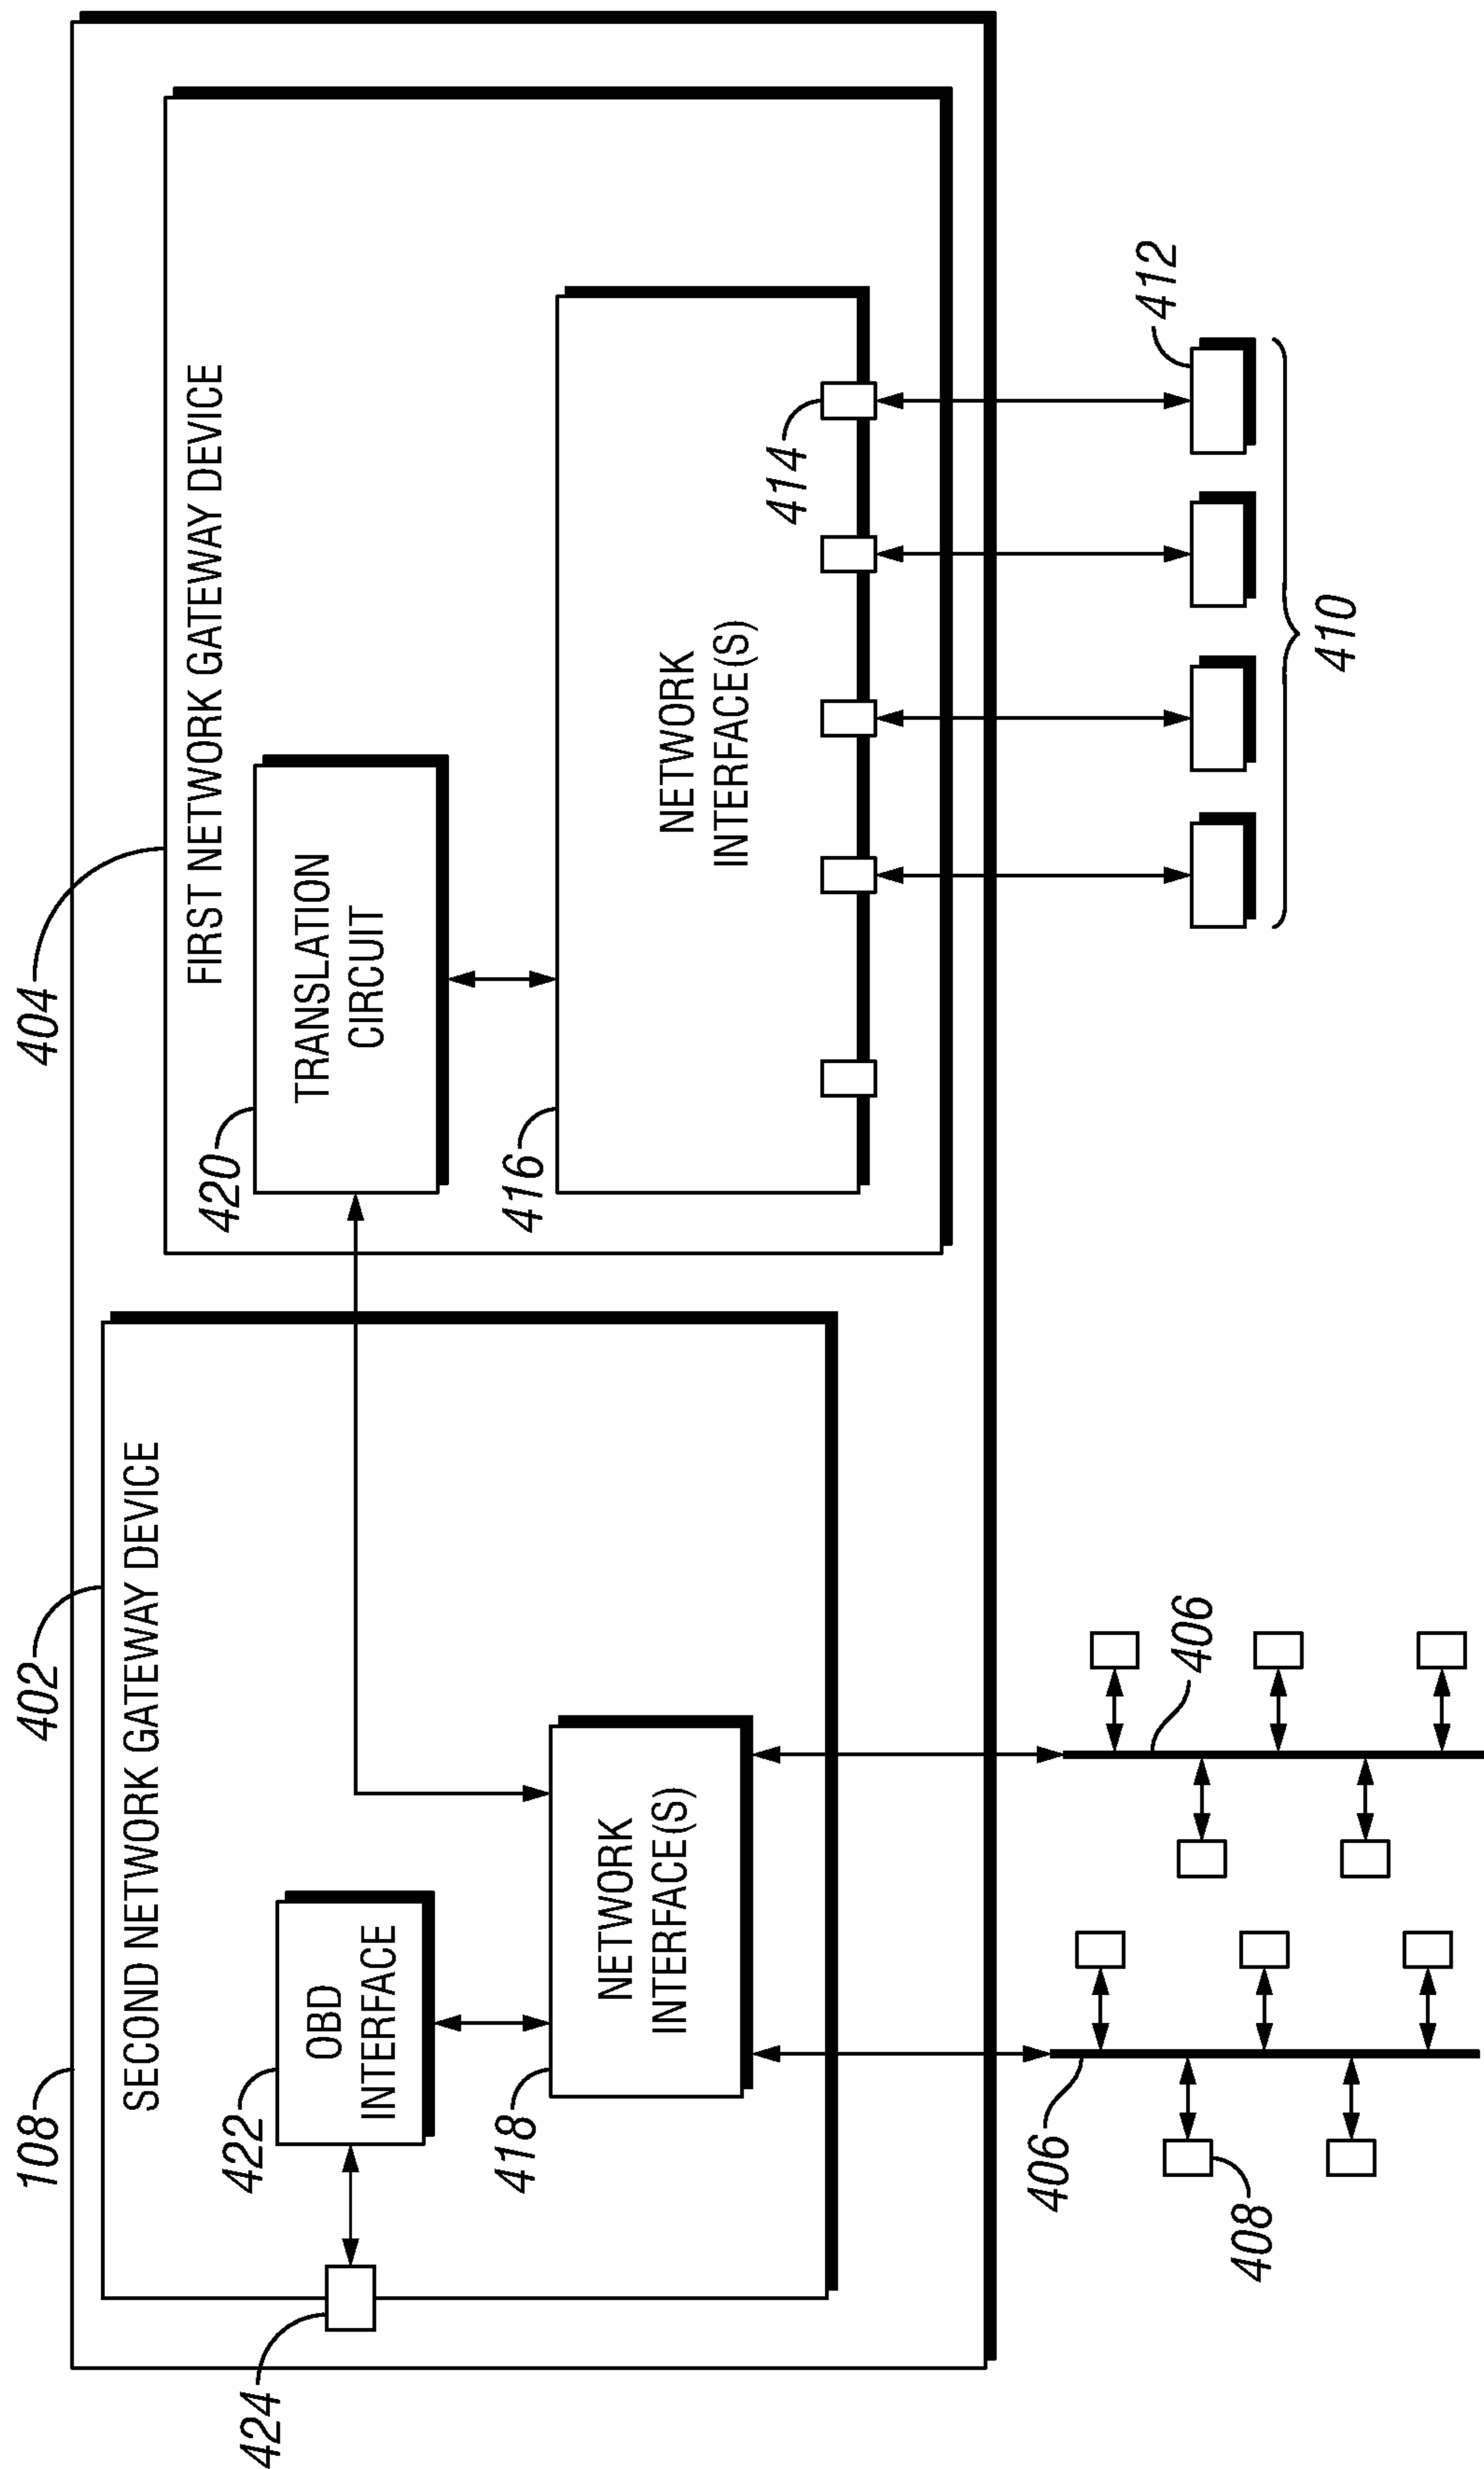 108
402
404
SECOND NETWORK GATEWAY DEVICE
FIRST NETWORK GATEWAY DEVICE
424
422
OBD
INTERFACE
420
TRANSLATION
CIRCUIT
418
NETWORK
INTERFACE(S)
416
NETWORK
INTERFACE(S)
414
406
406
408
412
410